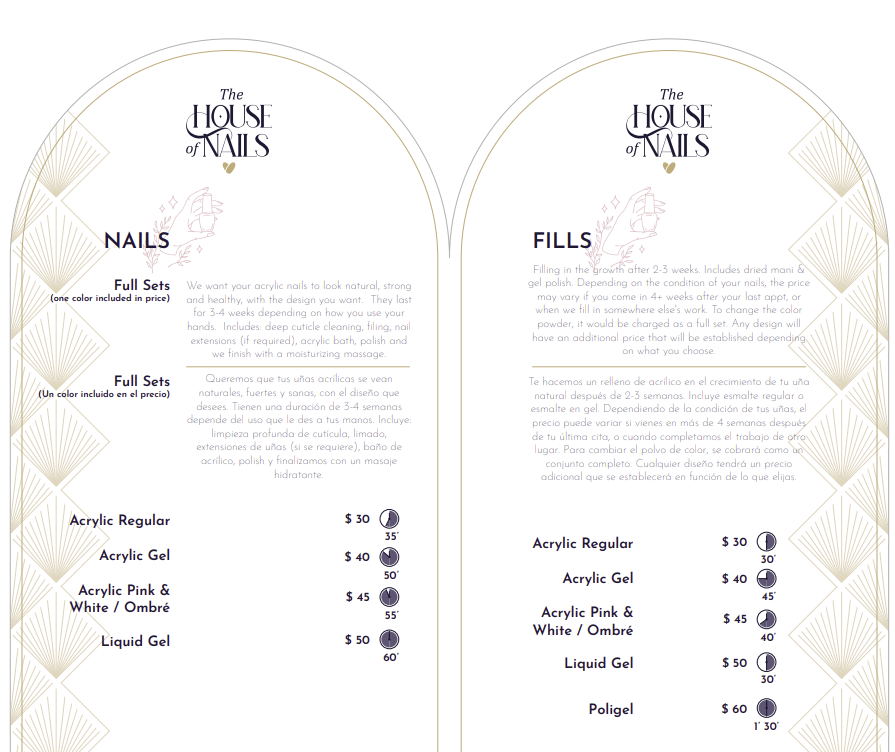 The
HOUSE
of NAILS
NAILS
Full Sets
(one color included in price)
We want your acrylic nails to look natural, strong
and healthy, with the design you want. They last
for 3-4 weeks depending on how you use your
hands. Includes: deep cuticle cleaning, filing, nail
extensions (if required), acrylic bath, polish and
we finish with a moisturizing massage.
Full Sets
(Un color incluido en el precio)
Queremos que tus uñas acrílicas se vean
naturales, fuertes y sanas, con el diseño que
desees. Tienen una duración de 3-4 semanas
depende del uso que le des a tus manos. Incluye:
limpieza profunda de cutícula, limado,
extensiones de uñas (si se requiere), baño de
acrílico, polish y finalizamos con un masaje
hidratante.
Acrylic Regular $ 30
35'
Acrylic Gel $ 40
50'
Acrylic Pink &
White / Ombré $ 45
55'
Liquid Gel $ 50
60'
The
HOUSE
of NAILS
FILLS
Filling in the growth after 2-3 weeks. Includes dried mani &
gel polish. Depending on the condition of your nails, the price
may vary if you come in 4+ weeks after your last appt, or
when we fill in somewhere else's work. To change the color
powder, it would be charged as a full set. Any design will
have an additional price that will be established depending
on what you choose.
Te hacemos un relleno de acrílico en el crecimiento de tu uña
natural después de 2-3 semanas. Incluye esmalte regular o
esmalte en gel. Dependiendo de la condición de tus uñas, el
precio puede variar si vienes en más de 4 semanas después
de tu última cita, o cuando completamos el trabajo de otro
lugar. Para cambiar el polvo de color, se cobrará como un
conjunto completo. Cualquier diseño tendrá un precio
adicional que se establecerá en función de lo que elijas.
Acrylic Regular $ 30
30'
Acrylic Gel $ 40
45'
Acrylic Pink &
White / Ombré $ 45
40'
Liquid Gel $ 50
30'
Poligel $ 60
1' 30'